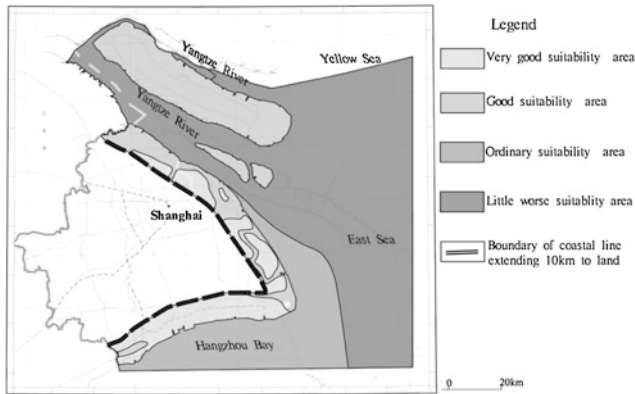 Legend
Yellow Sea
Yangtze River
Yangtze River
Very good suitability area
Good suitability area
Ordinary suitability area
Little worse suitablity area
Shanghai
East Sea
Boundary of coastal line
extending 10km to land
Hangzhou Bay
0 20km